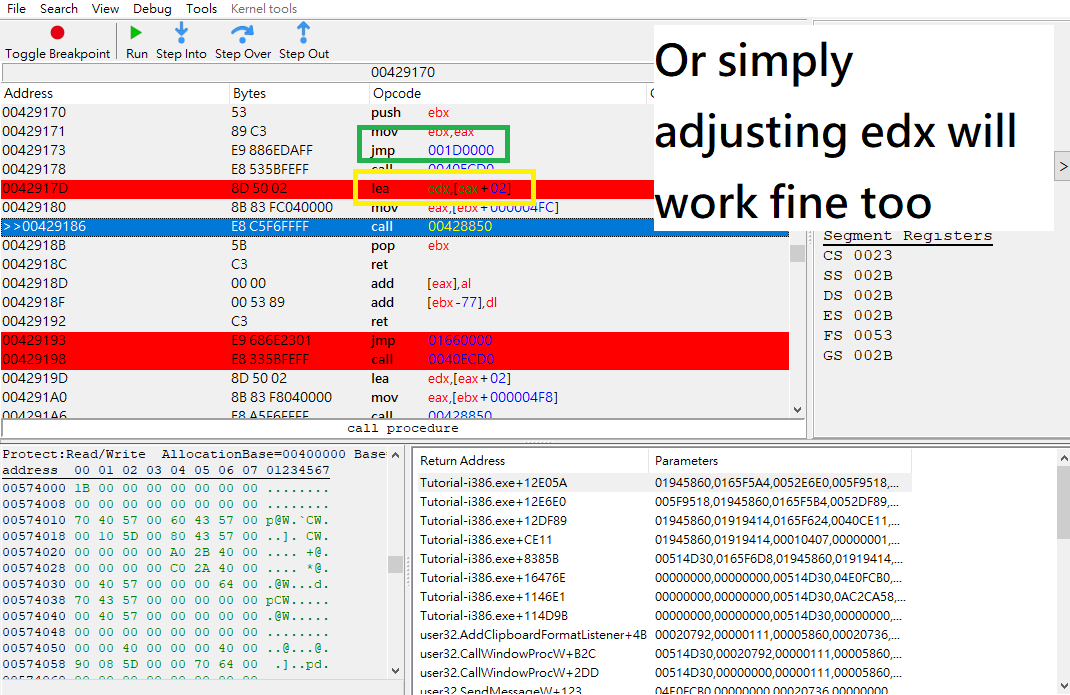 File Search View Debug Tools Kernel tools
Toggle Breakpoint Run Step Into Step Over Step Out
00429170
Address Bytes Opcode
00429170 53 push ebx
00429171 89 C3 mov ebx,eax
00429173 E9 886EDAFF jmp 001D0000
00429178 E8 535BFEFF call 0040ECD0
0042917D 8D 50 02 lea edx,[eax+02]
00429180 8B 83 FC040000 mov eax,[ebx+000004FC]
>>00429186 E8 C5F6FFFF call 00428850
0042918B 5B pop ebx
0042918C C3 ret
0042918D 00 00 add [eax],al
0042918F 00 53 89 add [ebx-77],dl
00429192 C3 ret
00429193 E9 686E2301 jmp 01660000
00429198 E8 335BFEFF call 0040ECD0
0042919D 8D 50 02 lea edx,[eax+02]
004291A0 8B 83 F8040000 mov eax,[ebx+000004F8]
004291A6 E8 A5F6FFFF call 00428850
call procedure
Or simply
adjusting edx will
work fine too
>
Segment Registers
CS 0023
SS 002B
DS 002B
ES 002B
FS 0053
GS 002B
Protect:Read/Write AllocationBase=00400000 Base
address 00 01 02 03 04 05 06 07 01234567
00574000 1B 00 00 00 00 00 00 00 ........
00574008 00 00 00 00 00 00 00 00 ........
00574010 70 40 57 00 60 43 57 00 p@W.`CW.
00574018 00 10 5D 00 80 43 57 00 ..]. CW.
00574020 00 00 00 00 A0 2B 40 00 .... +@.
00574028 00 00 00 00 C0 2A 40 00 .... *@.
00574030 00 40 57 00 00 00 64 00 .@W...d.
00574038 70 43 57 00 00 00 00 00 pCW.....
00574040 00 40 57 00 00 00 00 00 .@W.....
00574048 00 00 00 00 00 00 00 00 ........
00574050 00 00 40 00 00 00 40 00 ..@...@.
00574058 90 08 5D 00 00 70 64 00 ..]..pd.
Return Address Parameters
Tutorial-i386.exe+12E05A 01945860,0165F5A4,0052E6E0,005F9518,...
Tutorial-i386.exe+12E6E0 005F9518,01945860,0165F5B4,0052DF89,...
Tutorial-i386.exe+12DF89 01945860,01919414,0165F624,0040CE11,...
Tutorial-i386.exe+CE11 01945860,01919414,00010407,00000001,...
Tutorial-i386.exe+8385B 00514D30,0165F6D8,01945860,01919414,...
Tutorial-i386.exe+16476E 00000000,00000000,00514D30,04E0FCB0,...
Tutorial-i386.exe+1146E1 00000000,00000000,00514D30,0AC2CA58,...
Tutorial-i386.exe+114D9B 00000000,00000000,00514D30,00000000,...
user32.AddClipboardFormatListener+4B 00020792,00000111,00005860,00020736,...
user32.CallWindowProcW+B2C 00514D30,00020792,00000111,00005860,...
user32.CallWindowProcW+2DD 00514D30,00000000,00000111,00005860,...
user32.SendMessageW+123 04E0FCB0,00000000,00020736,00000000,...